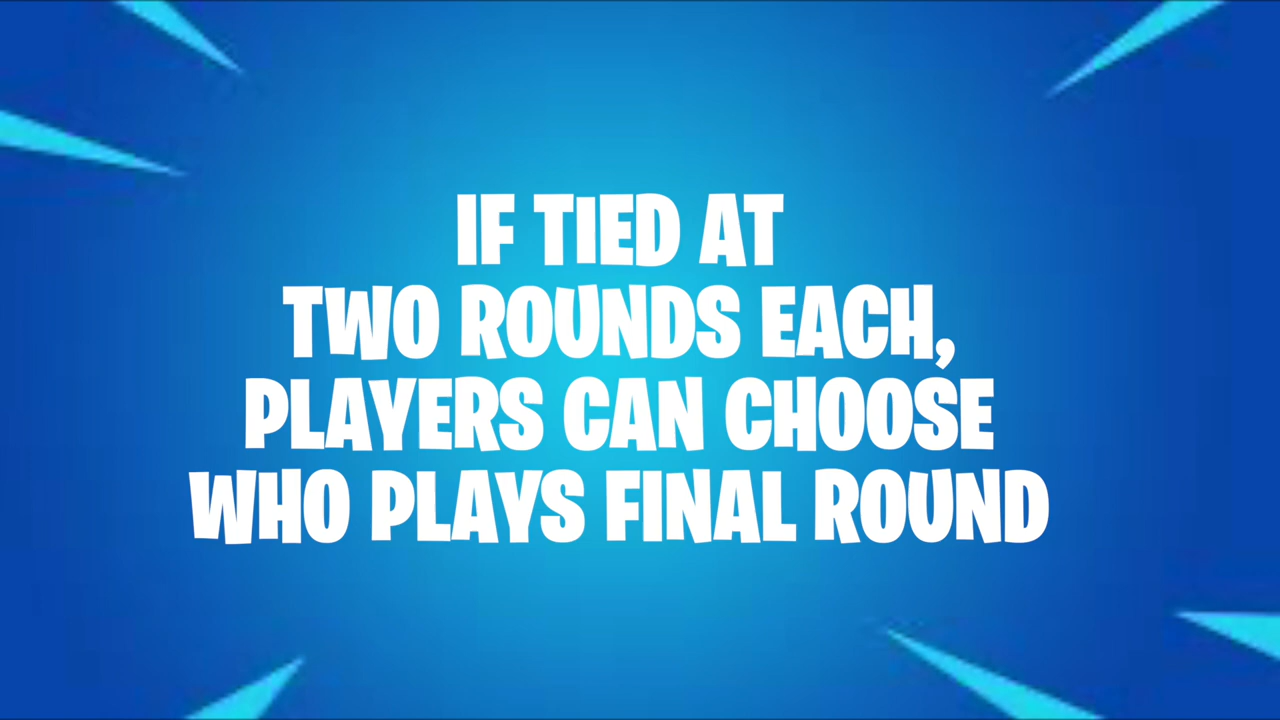 IF TIED AT
TWO ROUNDS EACH,
PLAYERS CAN CHOOSE
WHO PLAYS FINAL ROUND